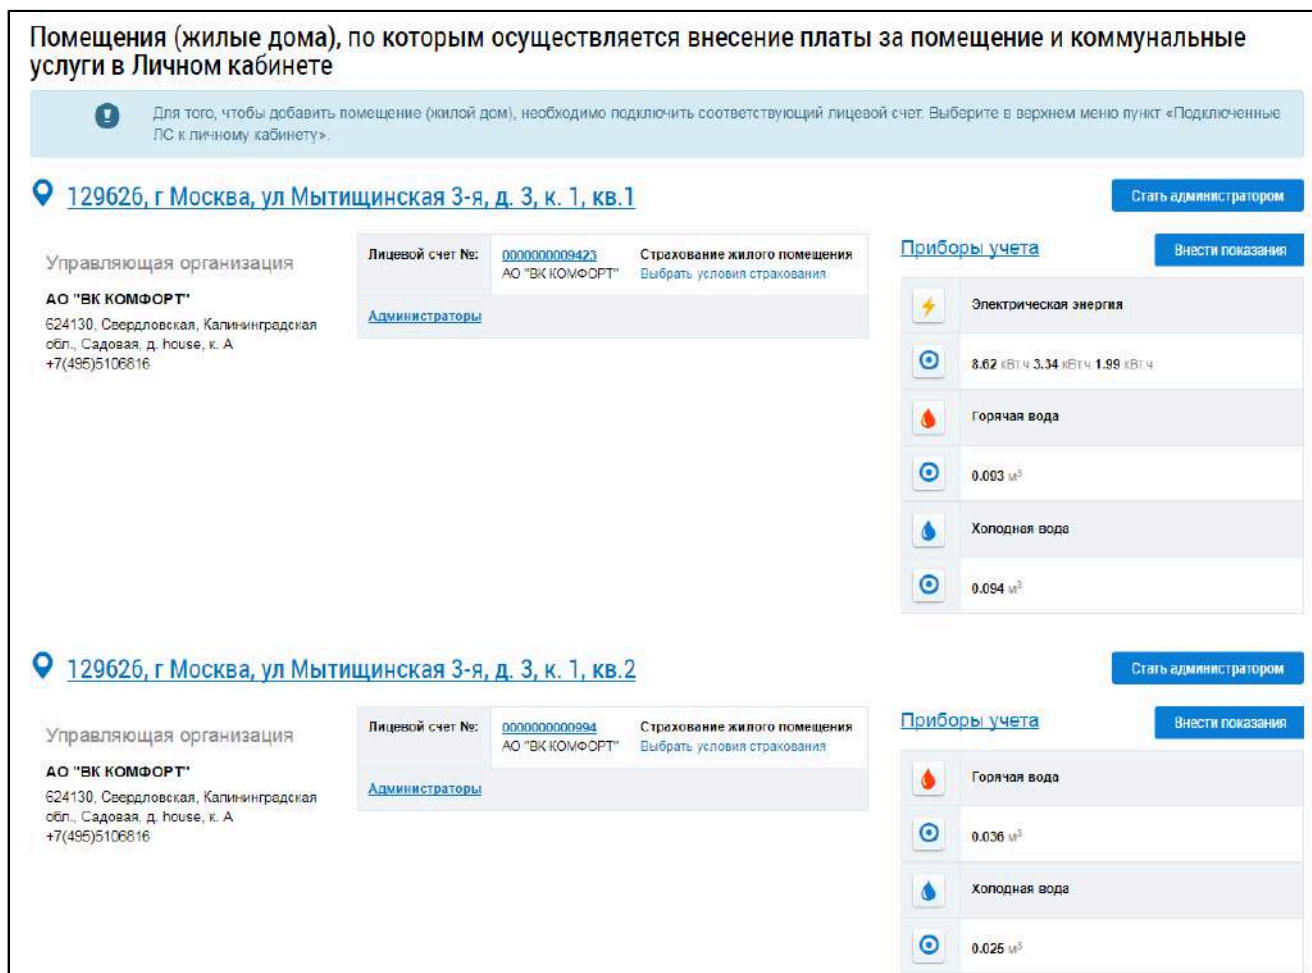 Помещения (жилые дома), по которым осуществляется внесение платы за помещение и коммунальные
услуги в Личном кабинете
Для того, чтобы добавить помещение (жилой дом), необходимо подключить соответствующий лицевой счет. Выберите в верхнем меню пункт «Подключенные
ЛС к личному кабинету».
129626, г Москва, ул Мытищинская 3-я, д. 3, к. 1, кв.1
Стать администратором
Управляющая организация
АО "ВК КОМФОРТ"
624130, Свердловская, Калининградская
обл., Садовая, д. house, к. А
+7(495)5106816
Лицевой счет №:
0000000009423
АО "ВК КОМФОРТ"
Страхование жилого помещения
Выбрать условия страхования
Администраторы
Приборы учета
Внести показания
Электрическая энергия
8.62 кВт.ч 3.34 кВт.ч 1.99 кВт.ч
Горячая вода
0.093 м³
Холодная вода
0.094 м³
129626, г Москва, ул Мытищинская 3-я, д. 3, к. 1, кв.2
Стать администратором
Управляющая организация
АО "ВК КОМФОРТ"
624130, Свердловская, Калининградская
обл., Садовая, д. house, к. А
+7(495)5106816
Лицевой счет №:
0000000000994
АО "ВК КОМФОРТ"
Страхование жилого помещения
Выбрать условия страхования
Администраторы
Приборы учета
Внести показания
Горячая вода
0.036 м³
Холодная вода
0.025 м³